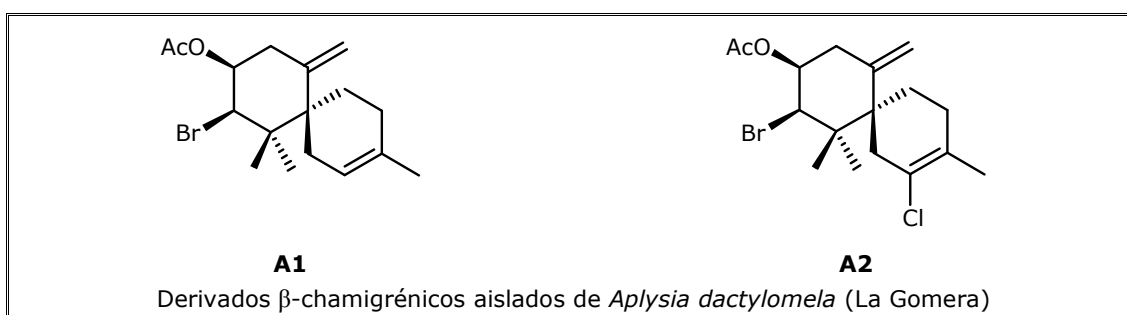 AcO
Br
AcO
Br
Cl
A1
A2
Derivados β-chamigrénicos aislados de Aplysia dactylomela (La Gomera)